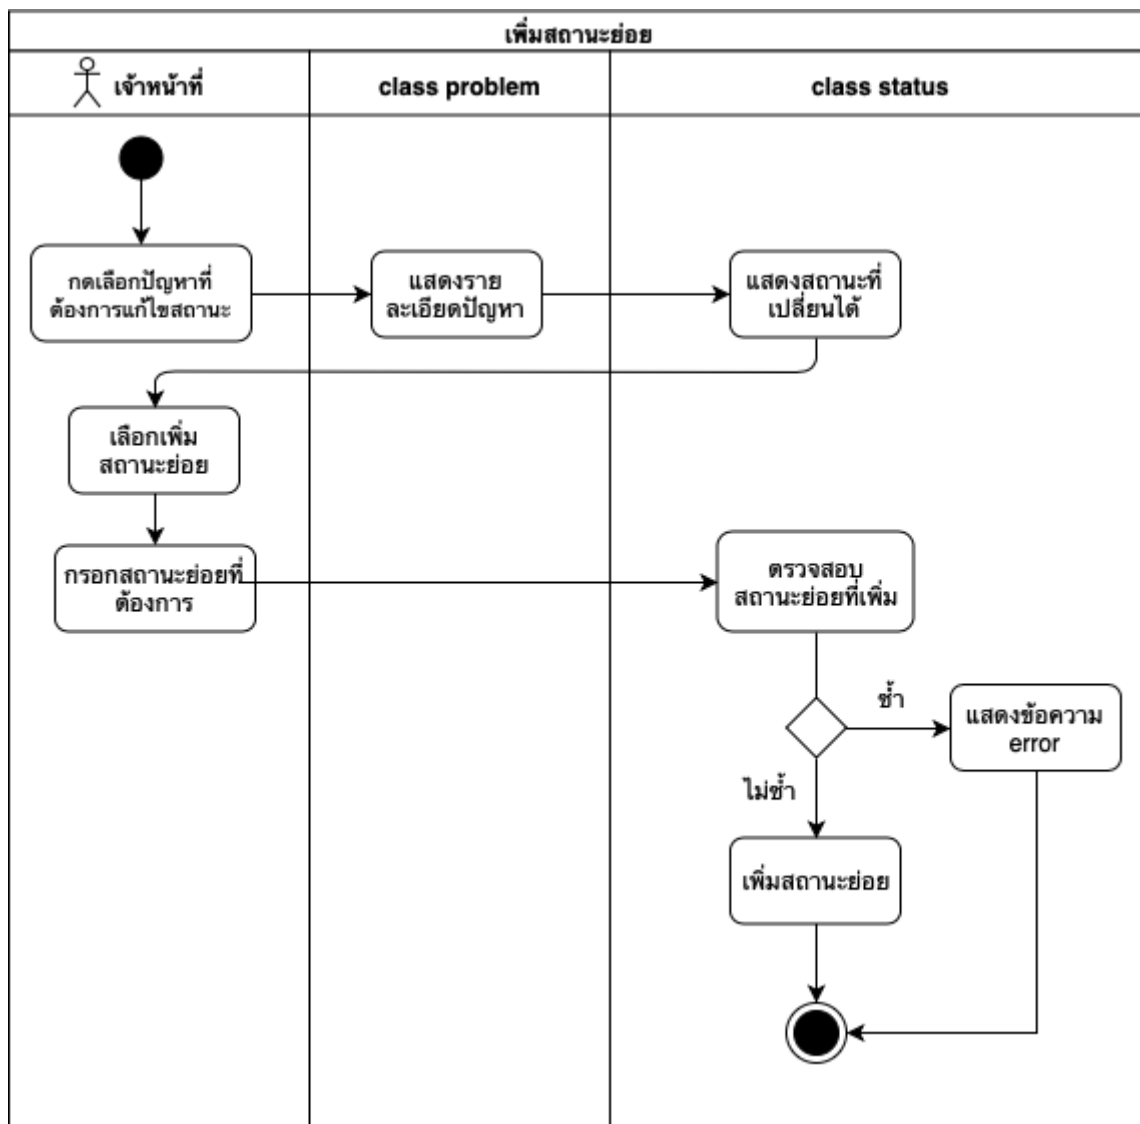 เพิ่มสถานะย่อย
เจ้าหน้าที่
class problem
class status
กดเลือกปัญหาที่
ต้องการแก้ไขสถานะ
แสดงราย
ละเอียดปัญหา
แสดงสถานะที่
เปลี่ยนได้
เลือกเพิ่ม
สถานะย่อย
กรอกสถานะย่อยที่
ต้องการ
ตรวจสอบ
สถานะย่อยที่เพิ่ม
ซ้ำ
แสดงข้อความ
error
ไม่ซ้ำ
เพิ่มสถานะย่อย